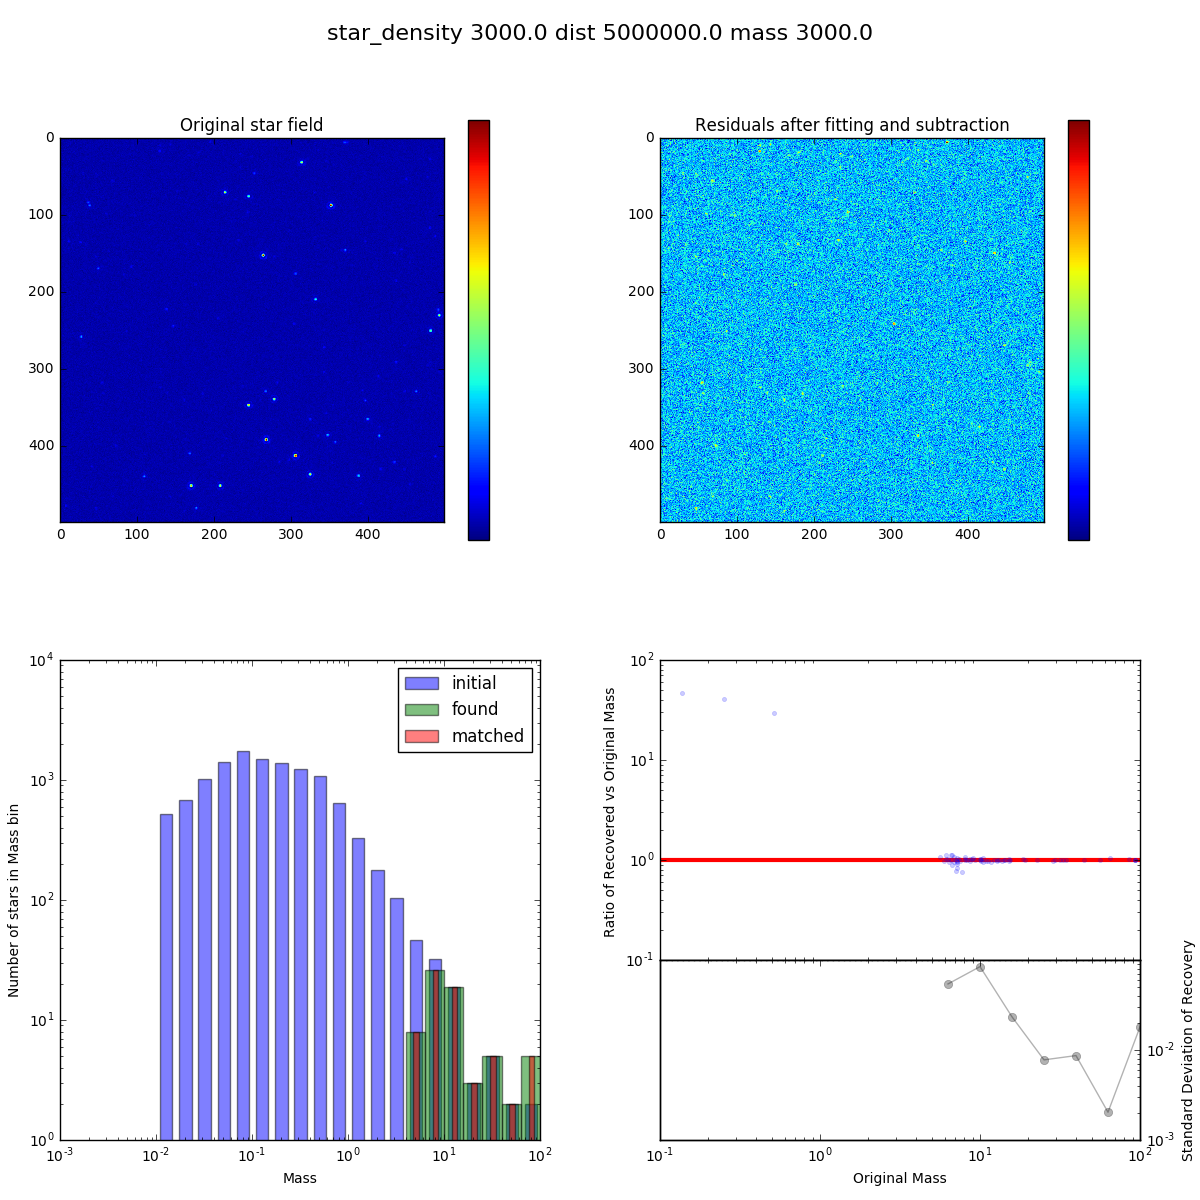 star_density 3000.0 dist 5000000.0 mass 3000.0
Original star field
0
100
200
300
400
0 100 200 300 400
Residuals after fitting and subtraction
0
100
200
300
400
0 100 200 300 400
10^4
10^3
10^2
10^1
10^0
10^-3 10^-2 10^-1 10^0 10^1 10^2
Number of stars in Mass bin
Mass
initial
found
matched
10^2
10^1
10^0
10^-1
Ratio of Recovered vs Original Mass
10^-2
10^-3
Standard Deviation of Recovery
10^-1 10^0 10^1 10^2
Original Mass